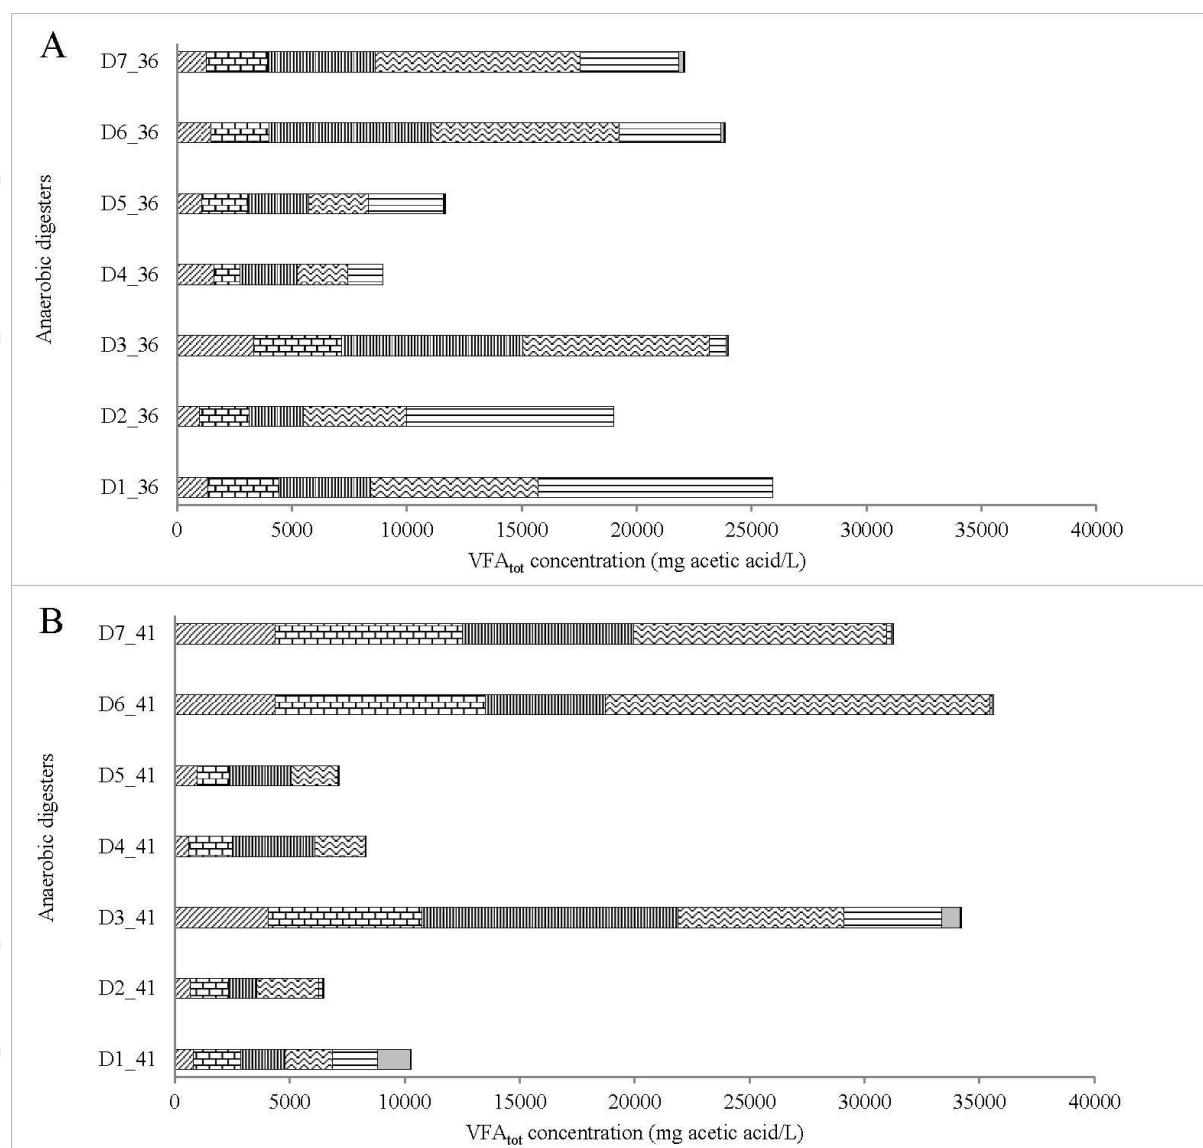 A
D7_36
D6_36
D5_36
D4_36
D3_36
D2_36
D1_36
Anaerobic digesters
0 5000 10000 15000 20000 25000 30000 35000 40000
VFAtot concentration (mg acetic acid/L)
B
D7_41
D6_41
D5_41
D4_41
D3_41
D2_41
D1_41
Anaerobic digesters
0 5000 10000 15000 20000 25000 30000 35000 40000
VFAtot concentration (mg acetic acid/L)